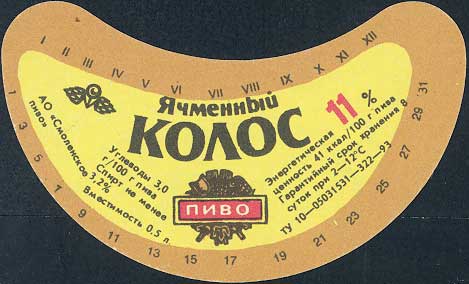 I II III IV V VI VII VIII IX X XI XII
Ячменный
КОЛОС
11 %
АО «Смоленское
пиво»
Углеводы 3,0
г/100 г пива
Спирт не менее
3,2%
Вместимость 0.5 л
ПИВО
Энергетическая
ценность 41 ккал/100 г пива
Гарантийный срок хранения 8
суток при 2—12°С
ТУ 10—05031531—322—93
1 3 5 7 9 11 13 15 17 19 21 23 25 27 29 31